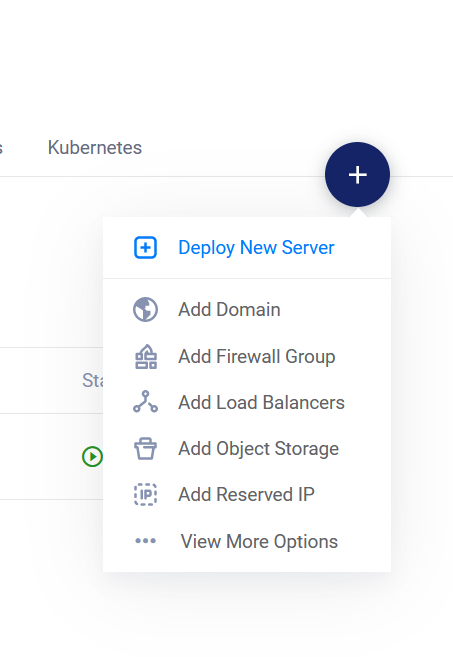 Kubernetes
Deploy New Server
Add Domain
Add Firewall Group
Add Load Balancers
Add Object Storage
IP Add Reserved IP
View More Options